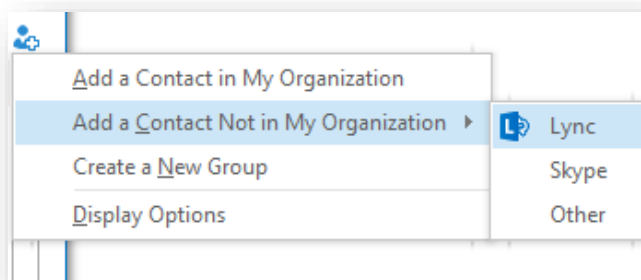 Add a Contact in My Organization
Add a Contact Not in My Organization
Lync
Create a New Group
Skype
Display Options
Other